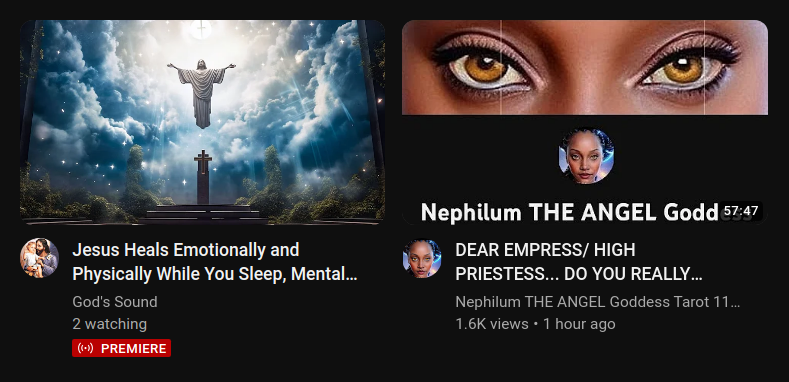 Nephilum THE ANGEL Goddess
57:47
Jesus Heals Emotionally and
Physically While You Sleep, Mental...
God's Sound
2 watching
PREMIERE
DEAR EMPRESS/ HIGH
PRIESTESS... DO YOU REALLY...
Nephilum THE ANGEL Goddess Tarot 11...
1.6K views • 1 hour ago